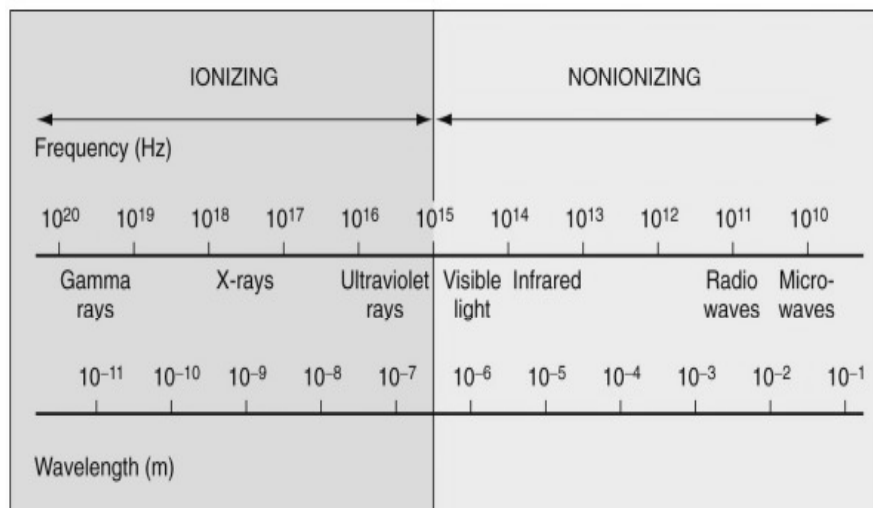 IONIZING NONIONIZING
Frequency (Hz)
10²⁰ 10¹⁹ 10¹⁸ 10¹⁷ 10¹⁶ 10¹⁵ 10¹⁴ 10¹³ 10¹² 10¹¹ 10¹⁰
Gamma X-rays Ultraviolet Visible Infrared Radio Micro-
rays rays light waves waves
10⁻¹¹ 10⁻¹⁰ 10⁻⁹ 10⁻⁸ 10⁻⁷ 10⁻⁶ 10⁻⁵ 10⁻⁴ 10⁻³ 10⁻² 10⁻¹
Wavelength (m)